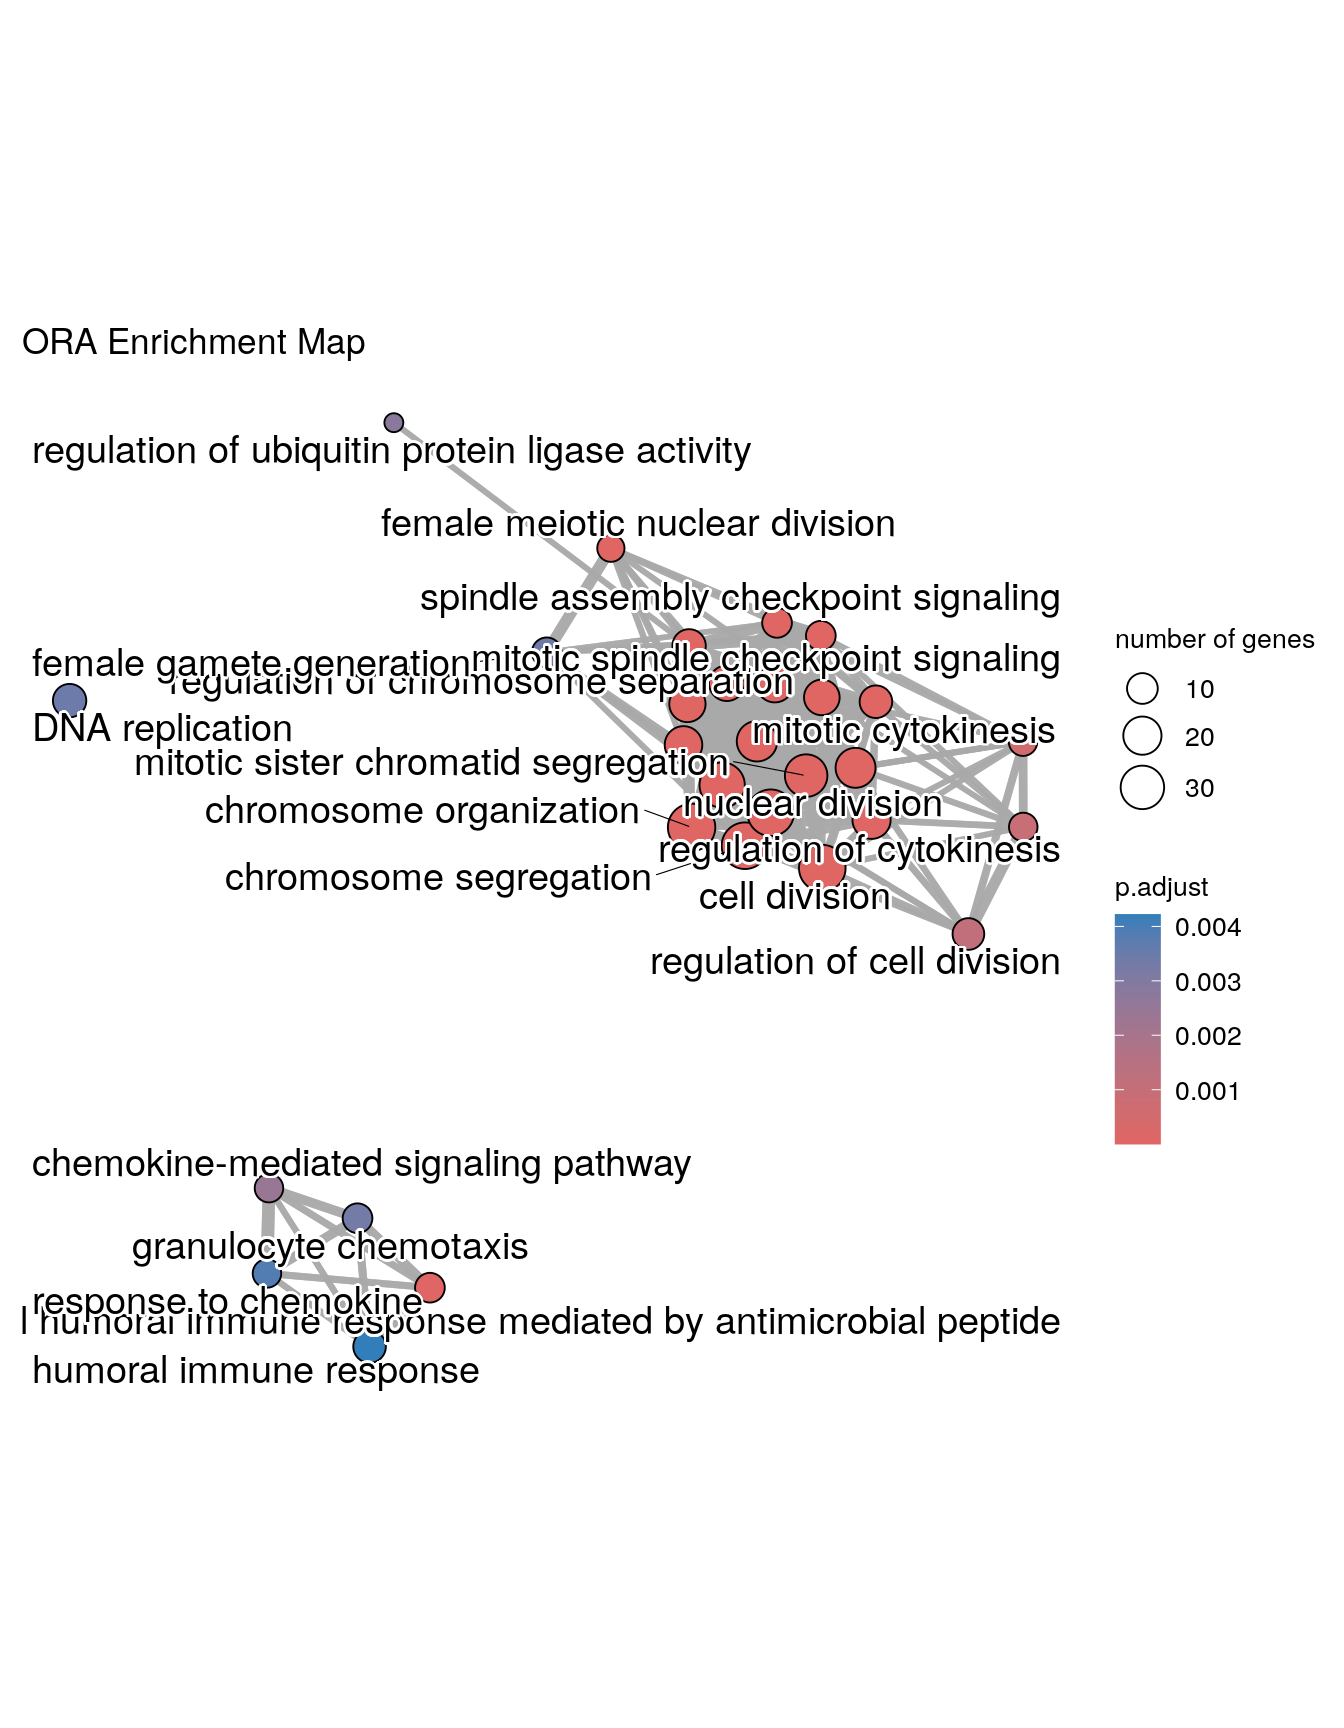 ORA Enrichment Map
regulation of ubiquitin protein ligase activity
female meiotic nuclear division
spindle assembly checkpoint signaling
female gamete generation
mitotic spindle checkpoint signaling
regulation of chromosome separation
DNA replication
mitotic cytokinesis
mitotic sister chromatid segregation
nuclear division
chromosome organization
regulation of cytokinesis
chromosome segregation
cell division
regulation of cell division
chemokine-mediated signaling pathway
granulocyte chemotaxis
response to chemokine
l humoral immune response mediated by antimicrobial peptide
humoral immune response
number of genes
10
20
30
p.adjust
0.004
0.003
0.002
0.001